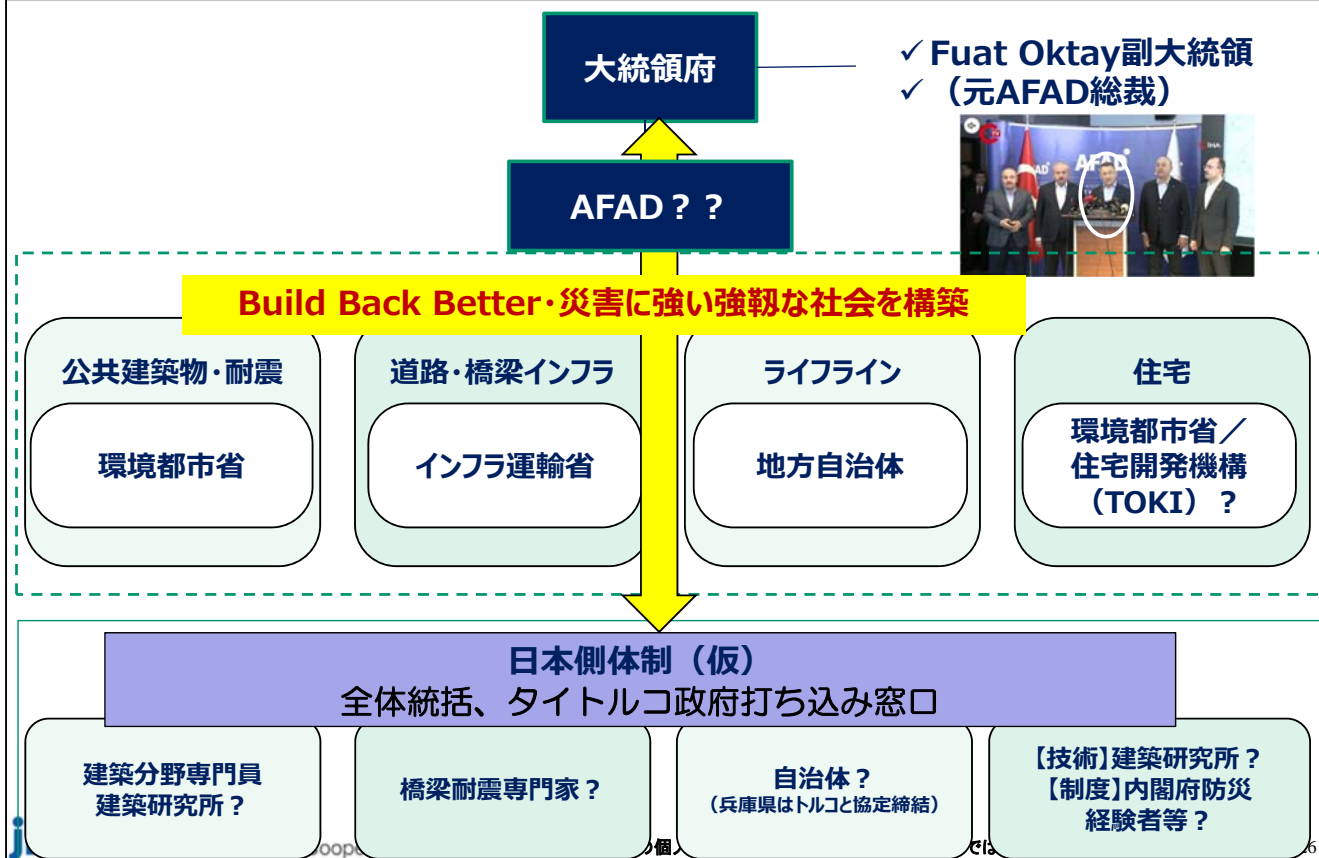 大統領府
✓ Fuat Oktay副大統領
✓ （元AFAD総裁）
AFAD
AFAD？？
Build Back Better・災害に強い強靭な社会を構築
公共建築物・耐震
環境都市省
道路・橋梁インフラ
インフラ運輸省
ライフライン
地方自治体
住宅
環境都市省／
住宅開発機構
（TOKI）？
日本側体制（仮）
全体統括、タイトルコ政府打ち込み窓口
建築分野専門員
建築研究所？
橋梁耐震専門家？
自治体？
（兵庫県はトルコと協定締結）
【技術】建築研究所？
【制度】内閣府防災
経験者等？